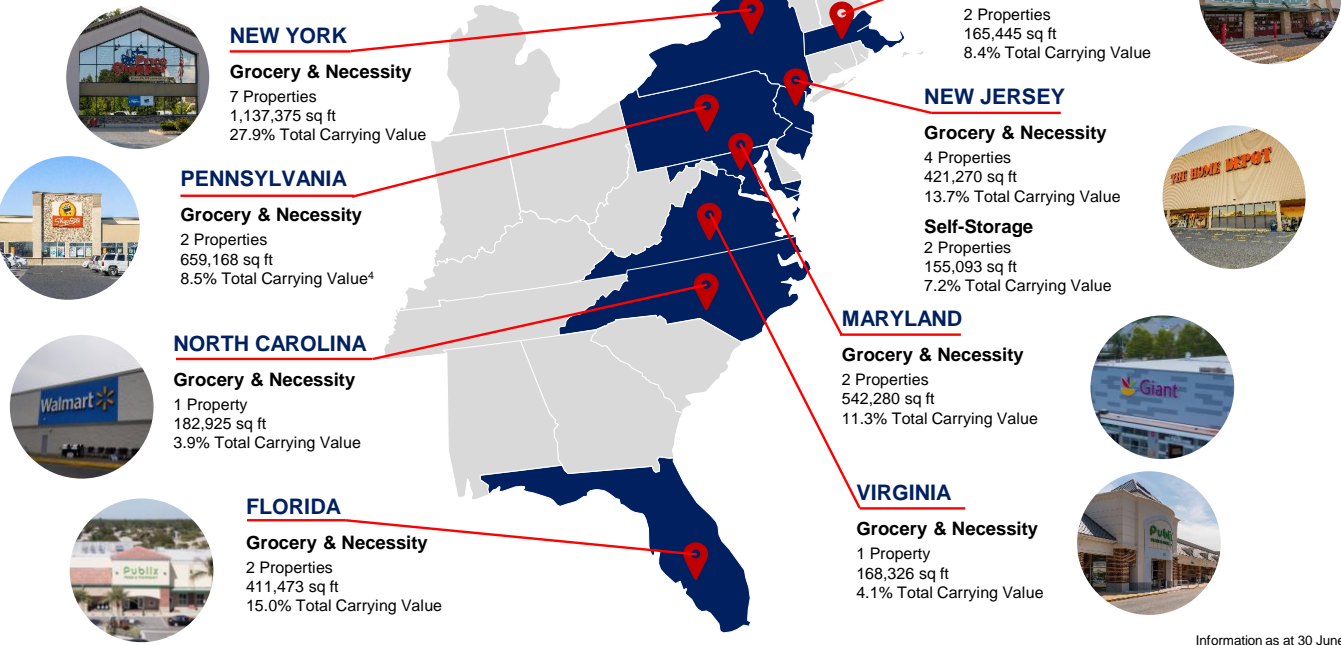 NEW YORK
Grocery & Necessity
7 Properties
1,137,375 sq ft
27.9% Total Carrying Value
PENNSYLVANIA
Grocery & Necessity
2 Properties
659,168 sq ft
8.5% Total Carrying Value⁴
NORTH CAROLINA
Grocery & Necessity
1 Property
182,925 sq ft
3.9% Total Carrying Value
FLORIDA
Grocery & Necessity
2 Properties
411,473 sq ft
15.0% Total Carrying Value
2 Properties
165,445 sq ft
8.4% Total Carrying Value
NEW JERSEY
Grocery & Necessity
4 Properties
421,270 sq ft
13.7% Total Carrying Value
Self-Storage
2 Properties
155,093 sq ft
7.2% Total Carrying Value
MARYLAND
Grocery & Necessity
2 Properties
542,280 sq ft
11.3% Total Carrying Value
VIRGINIA
Grocery & Necessity
1 Property
168,326 sq ft
4.1% Total Carrying Value
Walmart
Publix
THE HOME DEPOT
Giant
Publix
Information as at 30 June